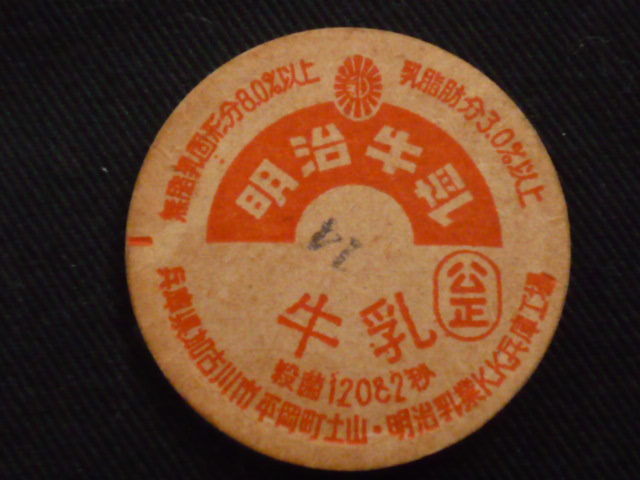 無脂乳固形分8.0%以上
乳脂肪分3.0%以上
明治牛乳
14
牛乳
公正
殺菌120℃2秒
兵庫県加古川市平岡町土山・明治乳業K.K兵庫工場